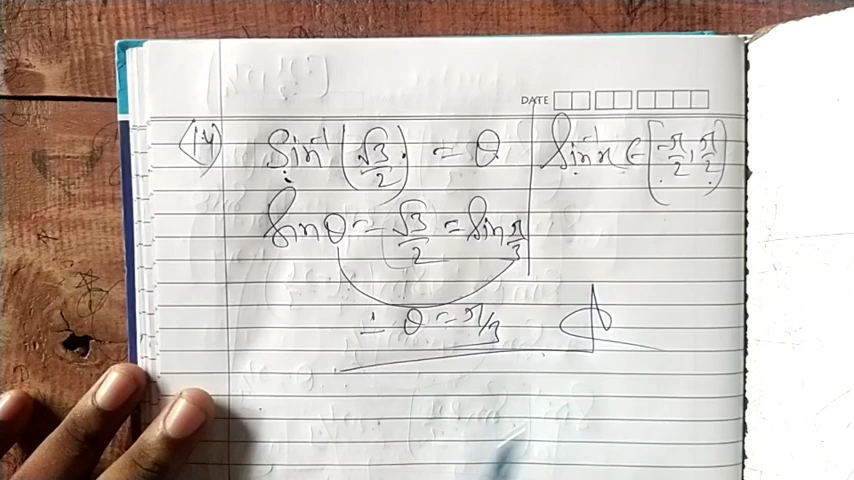 DATE
14 sin⁻¹(√3/2) = θ
sin⁻¹x ∈ [-π/2, π/2]
sinθ = √3/2 = sin π/3
∴ θ = π/3